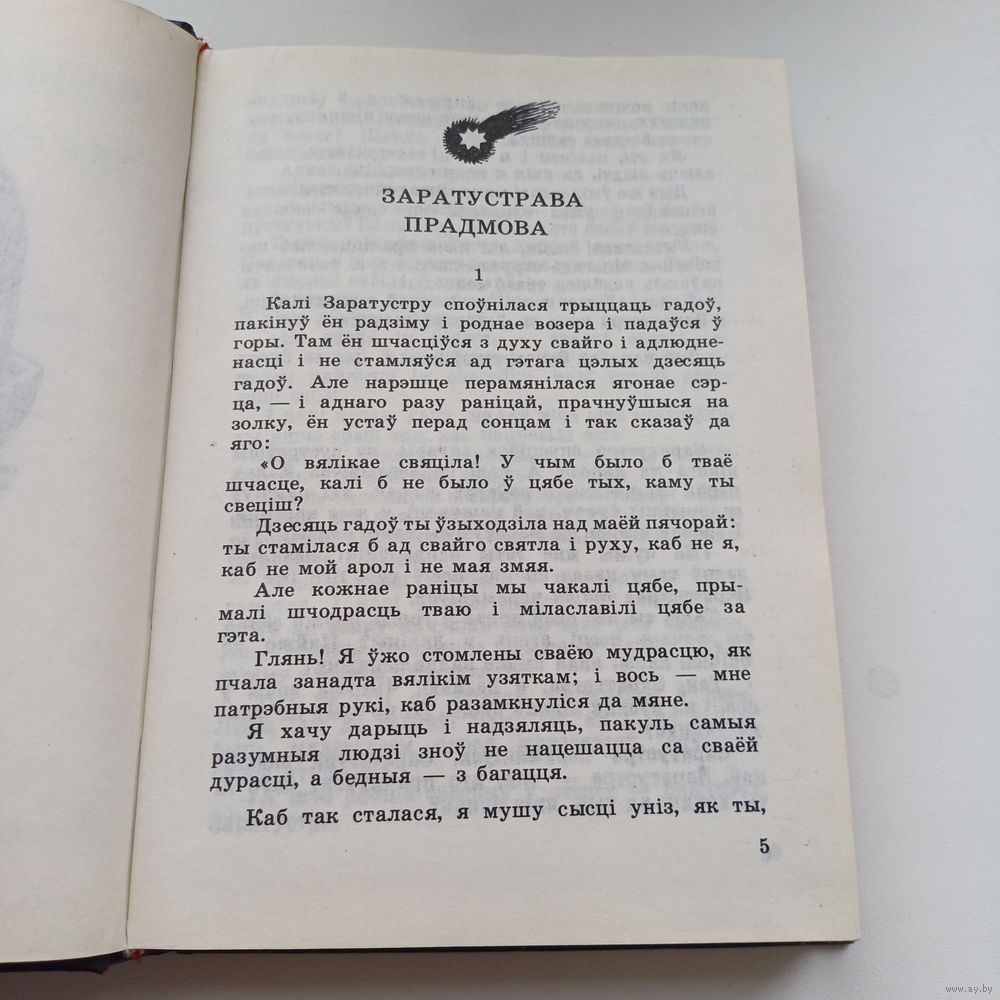 ЗАРАТУСТРАВА
ПРАДМОВА
1
Калі Заратустру споўнілася трыццаць гадоў,
пакінуў ён радзіму і роднае возера і падаўся ў
горы. Там ён шчасціўся з духу свайго і адлюдне-
насці і не стамляўся ад гэтага цэлых дзесяць
гадоў. Але нарэшце перамянілася ягонае сэр-
ца, — і аднаго разу раніцай, прачнуўшыся на
золку, ён устаў перад сонцам і так сказаў да
яго:
«О вялікае свяціла! У чым было б тваё
шчасце, калі б не было ў цябе тых, каму ты
свеціш?
Дзесяць гадоў ты ўзыходзіла над маёй пячорай:
ты стамілася б ад свайго святла і руху, каб не я,
каб не мой арол і не мая змяя.
Але кожнае раніцы мы чакалі цябе, пры-
малі шчодрасць тваю і мілаславілі цябе за
гэта.
Глянь! Я ўжо стомлены сваёю мудрасцю, як
пчала занадта вялікім узяткам; і вось — мне
патрэбныя рукі, каб разамкнуліся да мяне.
Я хачу дарыць і надзяляць, пакуль самыя
разумныя людзі зноў не нацешацца са сваёй
дурасці, а бедныя — з багацця.
Каб так сталася, я мушу сысці уніз, як ты,
5
www.ay.by